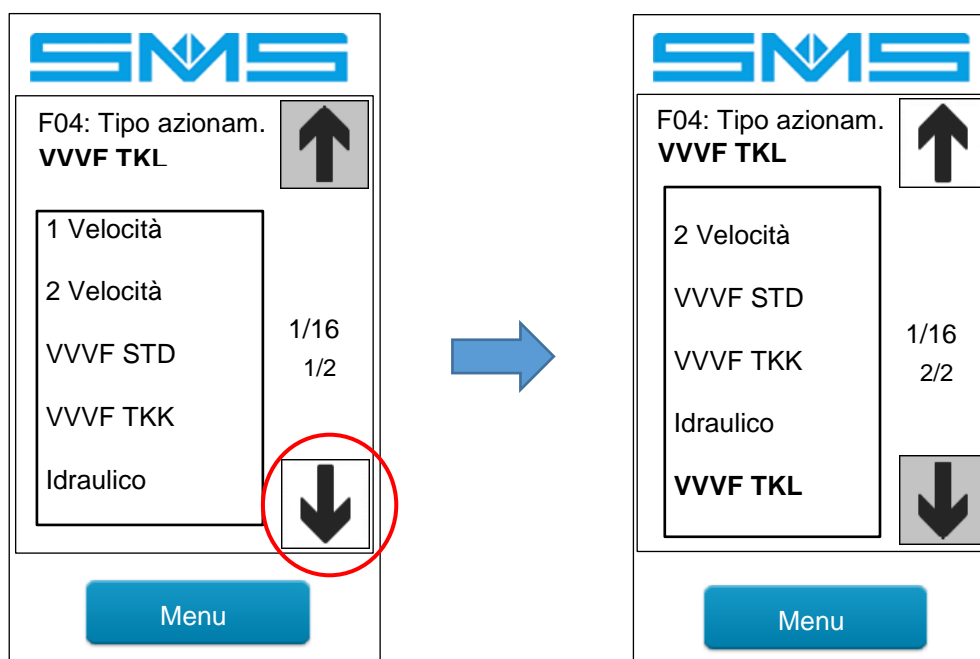 SMS
F04: Tipo azionam.
VVVF TKL
1 Velocità
2 Velocità
VVVF STD
VVVF TKK
Idraulico
1/16
1/2
Menu
SMS
F04: Tipo azionam.
VVVF TKL
2 Velocità
VVVF STD
VVVF TKK
Idraulico
VVVF TKL
1/16
2/2
Menu